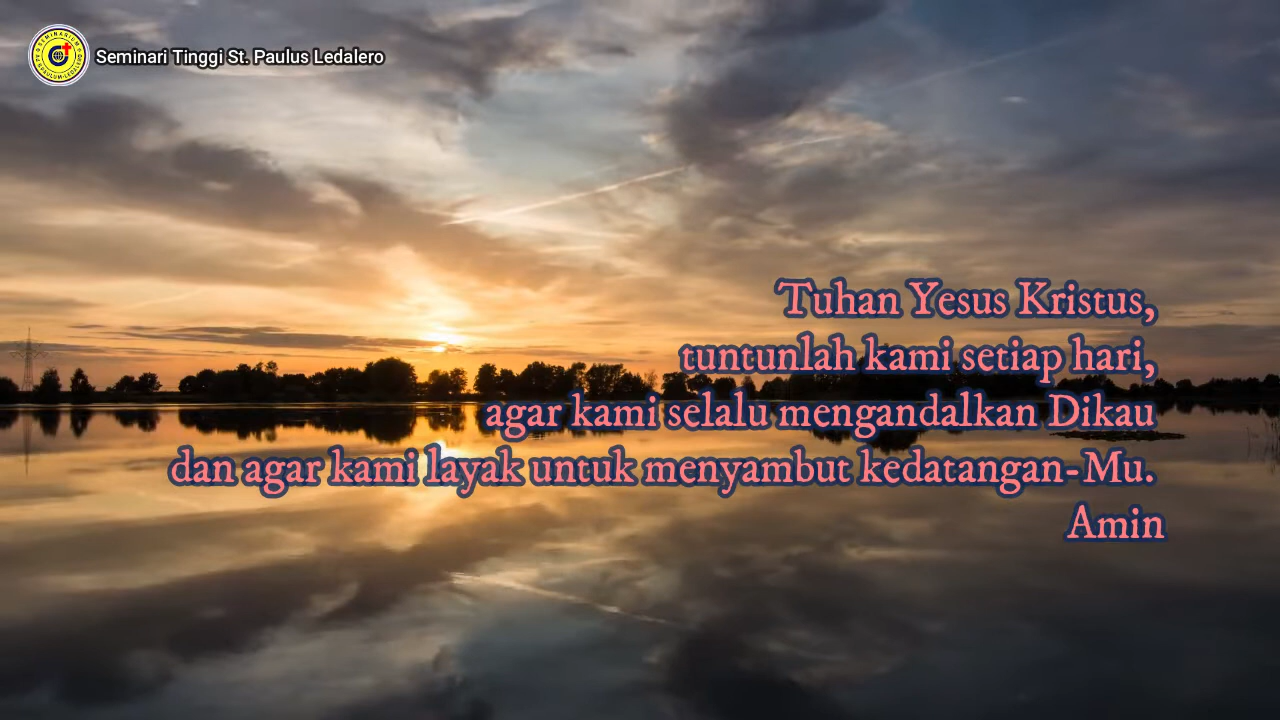 Seminari Tinggi St. Paulus Ledalero
Tuhan Yesus Kristus,
tuntunlah kami setiap hari,
agar kami selalu mengandalkan Dikau
dan agar kami layak untuk menyambut kedatangan-Mu.
Amin